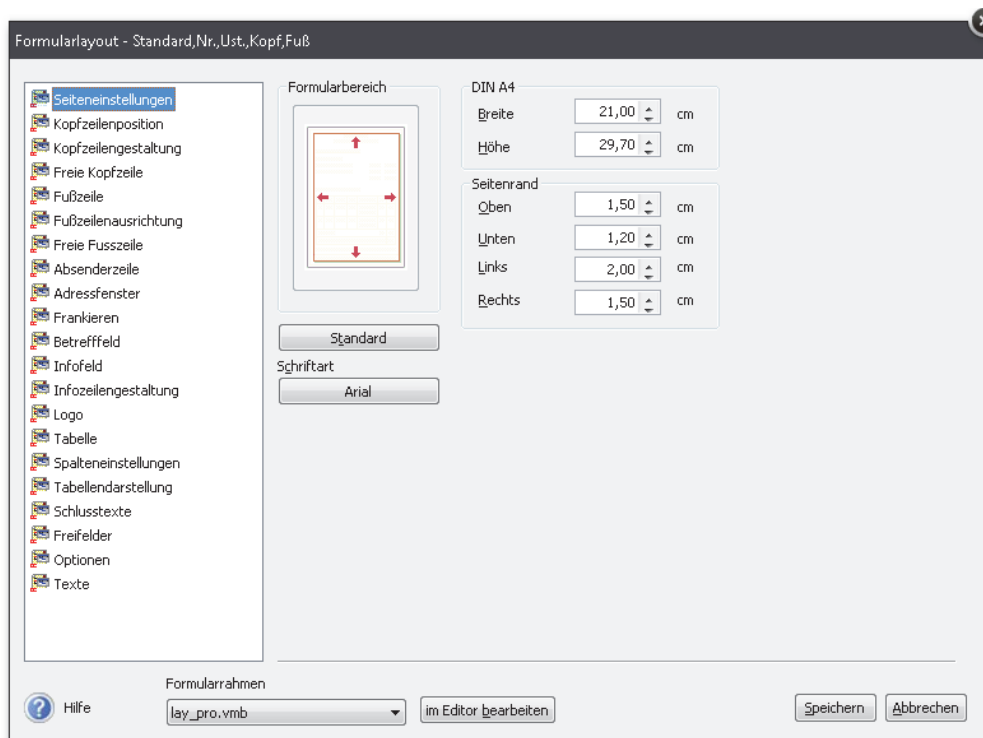 Formularlayout - Standard,Nr.,Ust.,Kopf,Fuß
Seiteneinstellungen
Kopfzeilenposition
Kopfzeilengestaltung
Freie Kopfzeile
Fußzeile
Fußzeilenausrichtung
Freie Fusszeile
Absenderzeile
Adressfenster
Frankieren
Betrefffeld
Infofeld
Infozeilengestaltung
Logo
Tabelle
Spalteneinstellungen
Tabellendarstellung
Schlusstexte
Freifelder
Optionen
Texte
Formularbereich
Standard
Schriftart
Arial
DIN A4
Breite 21,00 cm
Höhe 29,70 cm
Seitenrand
Oben 1,50 cm
Unten 1,20 cm
Links 2,00 cm
Rechts 1,50 cm
Hilfe
Formularrahmen
lay_pro.vmb
im Editor bearbeiten
Speichern
Abbrechen